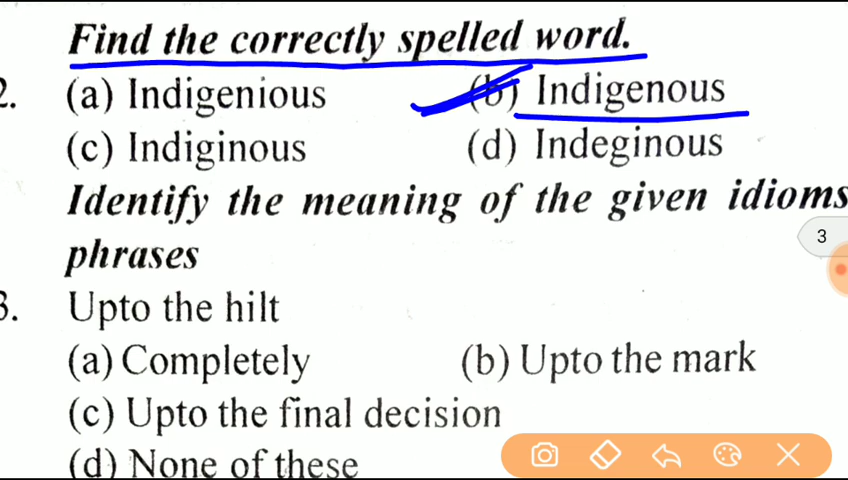 Find the correctly spelled word.
2. (a) Indigenious (b) Indigenous
(c) Indiginous (d) Indeginous
Identify the meaning of the given idioms
phrases
3. Upto the hilt
3
(a) Completely (b) Upto the mark
(c) Upto the final decision
(d) None of these